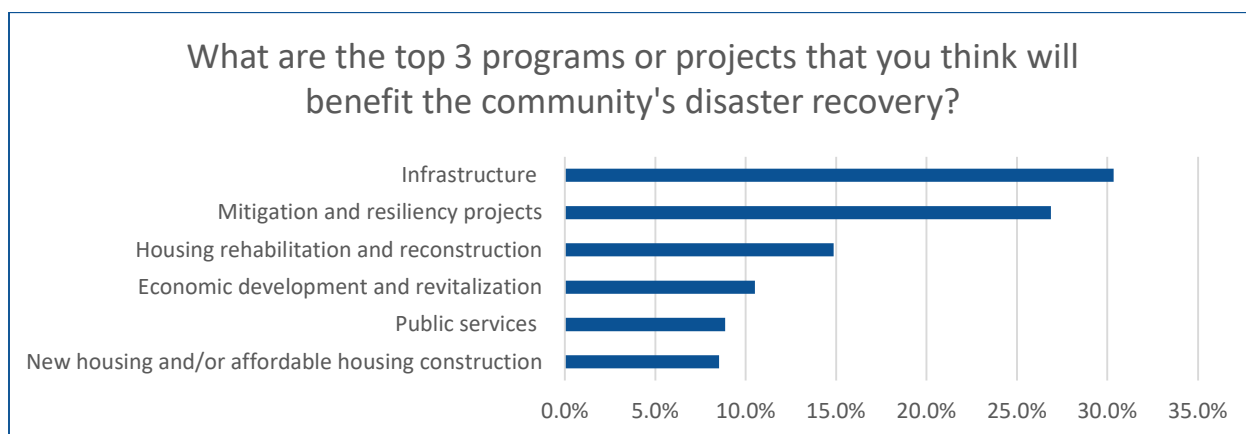 What are the top 3 programs or projects that you think will
benefit the community's disaster recovery?
Infrastructure
Mitigation and resiliency projects
Housing rehabilitation and reconstruction
Economic development and revitalization
Public services
New housing and/or affordable housing construction
0.0% 5.0% 10.0% 15.0% 20.0% 25.0% 30.0% 35.0%